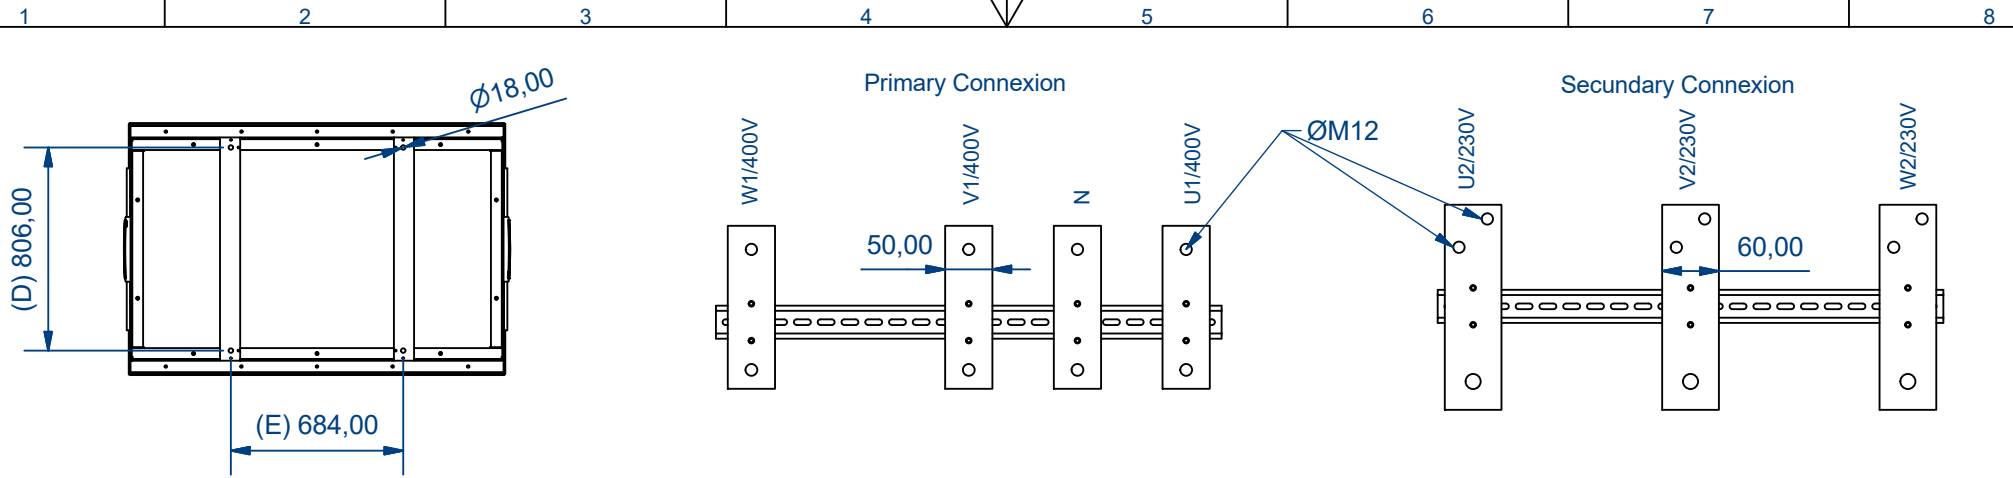 1 2 3 4 5 6 7 8
Primary Connexion
Secundary Connexion
Ø18,00
(D) 806,00
(E) 684,00
W1/400V
V1/400V
N
U1/400V
50,00
ØM12
U2/230V
V2/230V
W2/230V
60,00